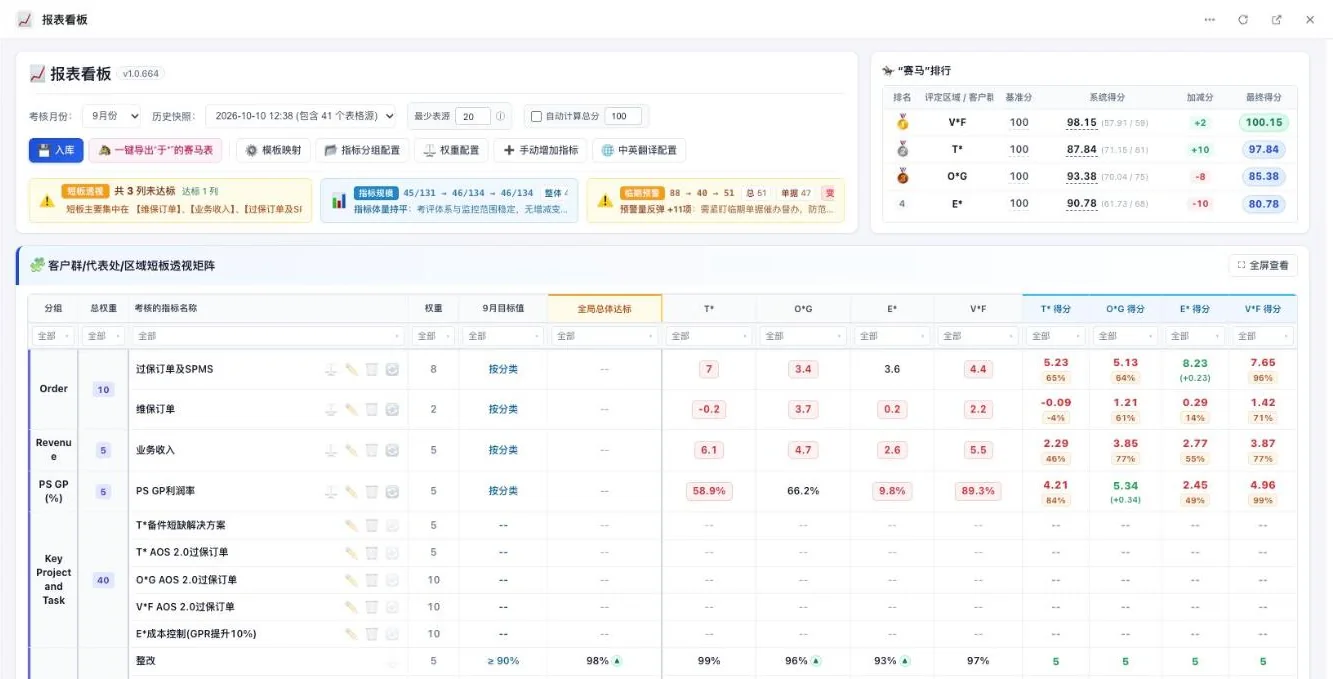 报表看板
报表看板 v1.0.664
考核月份: 9月份 历史快照: 2026-10-10 12:38 (包含 41 个表格源) 最少表源 20 自动计算总分 100
入库 一键导出“于*”的赛马表 模板映射 指标分组配置 权重配置 手动增加指标 中英翻译配置
短板透视 共 3 列未达标 达标 1 列
短板主要集中在 【维保订单】、【业务收入】、【过保订单及SP
指标规模 45/131 → 46/134 → 46/134 整体
指标体量持平: 考评体系与监控范围稳定, 无增减变...
临期预警 88 → 40 → 51 总 51 单据 47 变
预警量反弹 +11项: 需紧盯临期单据催办督办, 防范...
“赛马”排行
排名 评定区域 / 客户群 基准分 系统得分 加减分 最终得分
V*F 100 98.15 (57.91 / 59) +2 100.15
T* 100 87.84 (71.15 / 81) +10 97.84
O*G 100 93.38 (70.04 / 75) -8 85.38
4 E* 100 90.78 (61.73 / 68) -10 80.78
客户群/代表处/区域短板透视矩阵 全屏查看
分组 总权重 考核的指标名称 权重 9月目标值 全局总体达标 T* O*G E* V*F T* 得分 O*G 得分 E* 得分 V*F 得分
全部 全部 全部 全部 全部 全部 全部 全部 全部 全部 全部 全部 全部 全部
Order 10 过保订单及SPMS 8 按分类 -- 7 3.4 3.6 4.4 5.23 5.13 8.23 7.65
65% 64% (+0.23) 96%
维保订单 2 按分类 -- -0.2 3.7 0.2 2.2 -0.09 1.21 0.29 1.42
-4% 61% 14% 71%
Revenue 5 业务收入 5 按分类 -- 6.1 4.7 2.6 5.5 2.29 3.85 2.77 3.87
46% 77% 55% 77%
PS GP (%) 5 PS GP利润率 5 按分类 -- 58.9% 66.2% 9.8% 89.3% 4.21 5.34 2.45 4.96
84% (+0.34) 49% 99%
Key Project and Task 40 T*备件短缺解决方案 5 -- -- -- -- -- -- -- -- -- --
T* AOS 2.0过保订单 5 -- -- -- -- -- -- -- -- -- --
O*G AOS 2.0过保订单 10 -- -- -- -- -- -- -- -- -- --
V*F AOS 2.0过保订单 10 -- -- -- -- -- -- -- -- -- --
E*成本控制(GPR提升10%) 10 -- -- -- -- -- -- -- -- -- --
整改 5 ≥ 90% 98% 99% 96% 93% 97% 5 5 5 5